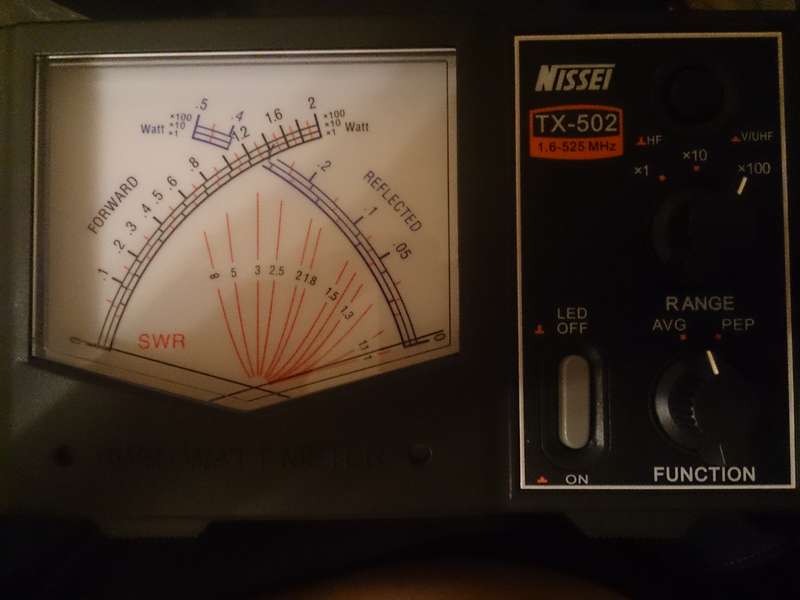 NISSEI
TX-502
1.6-525 MHz
HF
V/UHF
×1
×10
×100
RANGE
LED
OFF
ON
AVG
PEP
FUNCTION
Watt
×100
×10
×1
.5
.4
FORWARD
.1
.2
.3
.4
.5
.6
.8
1.2
1.6
2
×100
×10
×1
Watt
REFLECTED
.2
.1
.05
0
SWR
∞
5
3
2.5
2
1.8
1.5
1.3
1.1